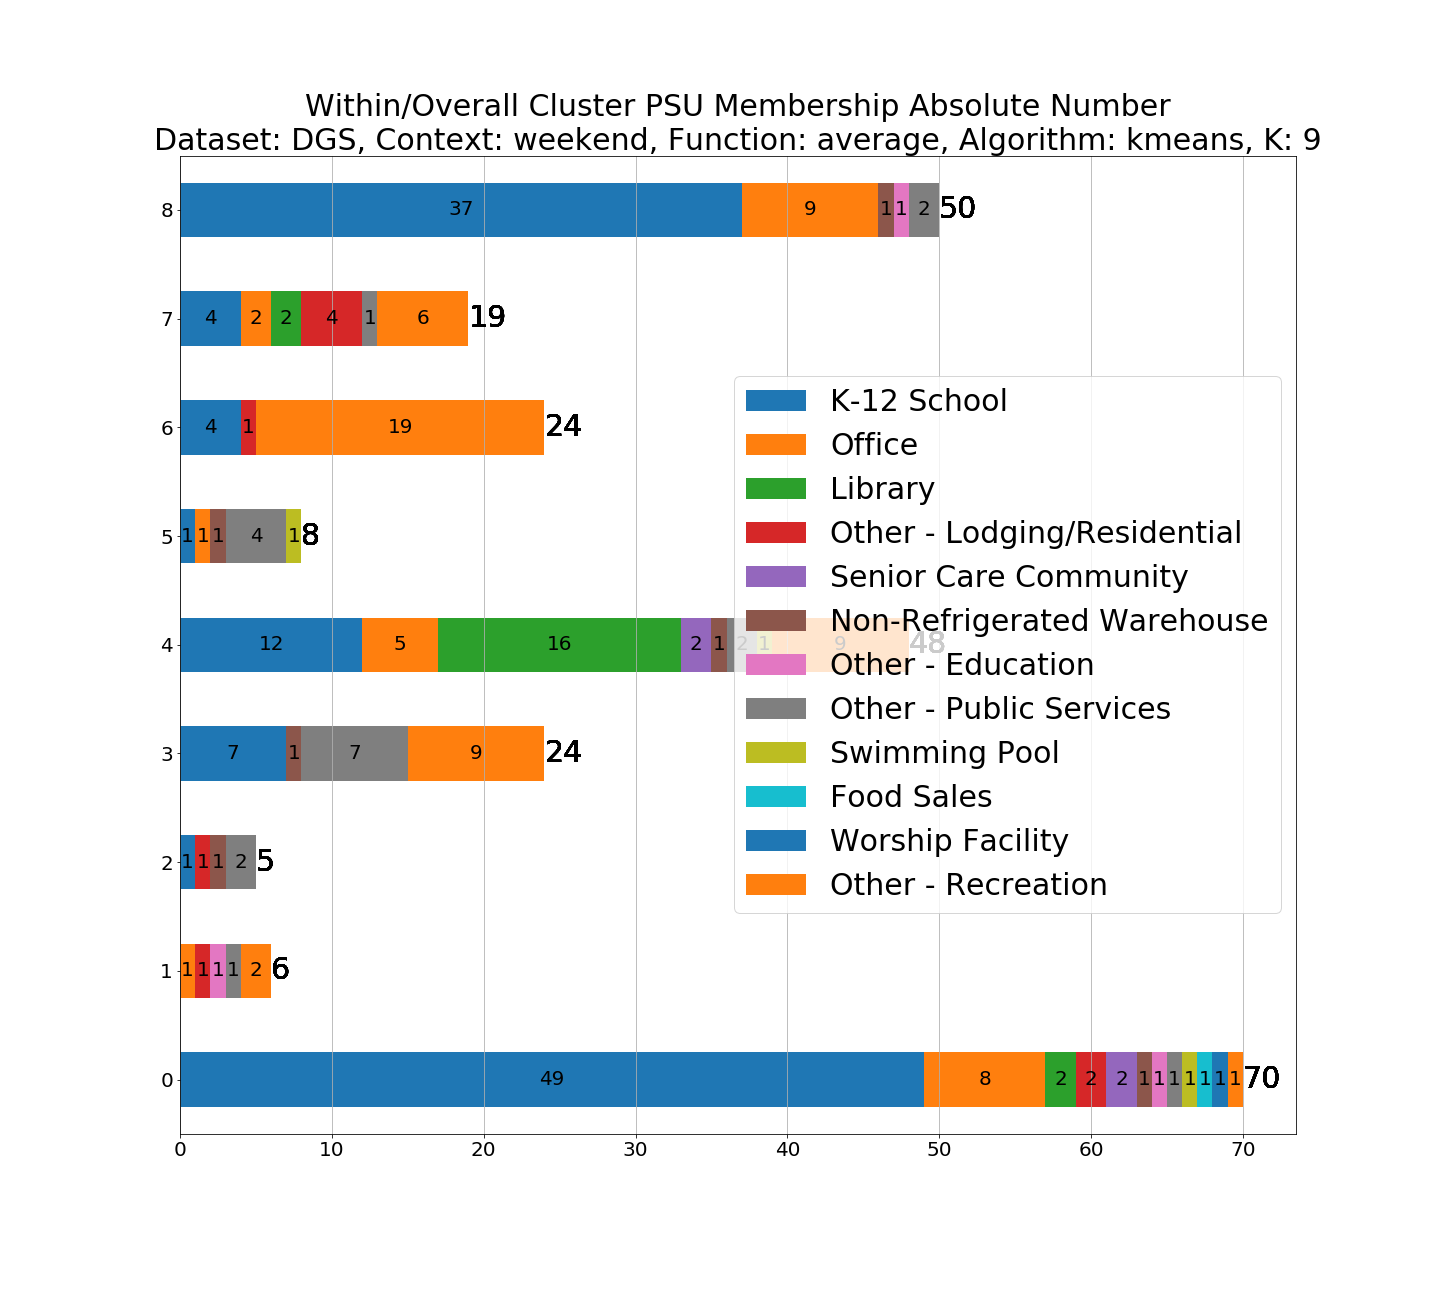 Within/Overall Cluster PSU Membership Absolute Number
Dataset: DGS, Context: weekend, Function: average, Algorithm: kmeans, K: 9
8 37 9 1 1 2 50
7 4 2 2 4 1 6 19
6 4 1 19 24
5 1 1 1 4 1 8
4 12 5 16 2 1 2 1 9 48
3 7 1 7 9 24
2 1 1 1 2 5
1 1 1 1 1 2 6
0 49 8 2 2 2 1 1 1 1 1 1 1 70
0 10 20 30 40 50 60 70
K-12 School
Office
Library
Other - Lodging/Residential
Senior Care Community
Non-Refrigerated Warehouse
Other - Education
Other - Public Services
Swimming Pool
Food Sales
Worship Facility
Other - Recreation